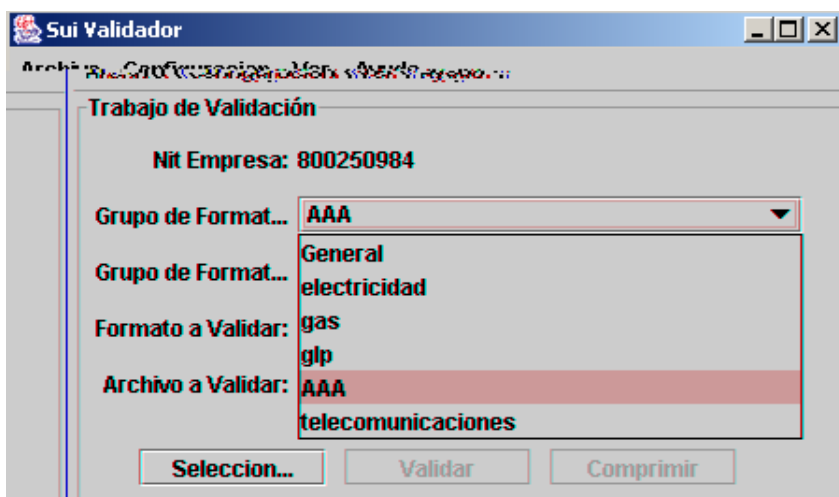 Sui Validador
Trabajo de Validación
Nit Empresa: 800250984
Grupo de Format... AAA
General
Grupo de Format...
electricidad
Formato a Validar: gas
glp
Archivo a Validar: AAA
telecomunicaciones
Seleccion... Validar Comprimir